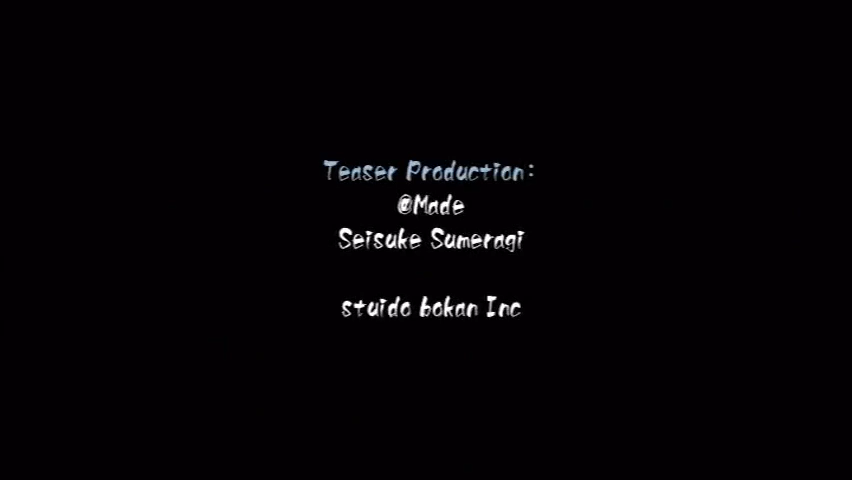 Teaser Production:
@Made
Seisuke Sumeragi
stuido bokan Inc